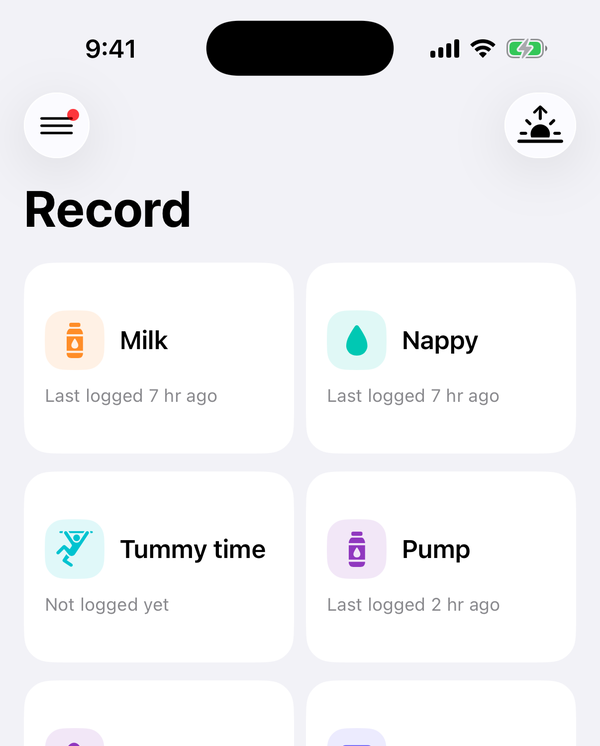 9:41
Record
Milk
Last logged 7 hr ago
Nappy
Last logged 7 hr ago
Tummy time
Not logged yet
Pump
Last logged 2 hr ago